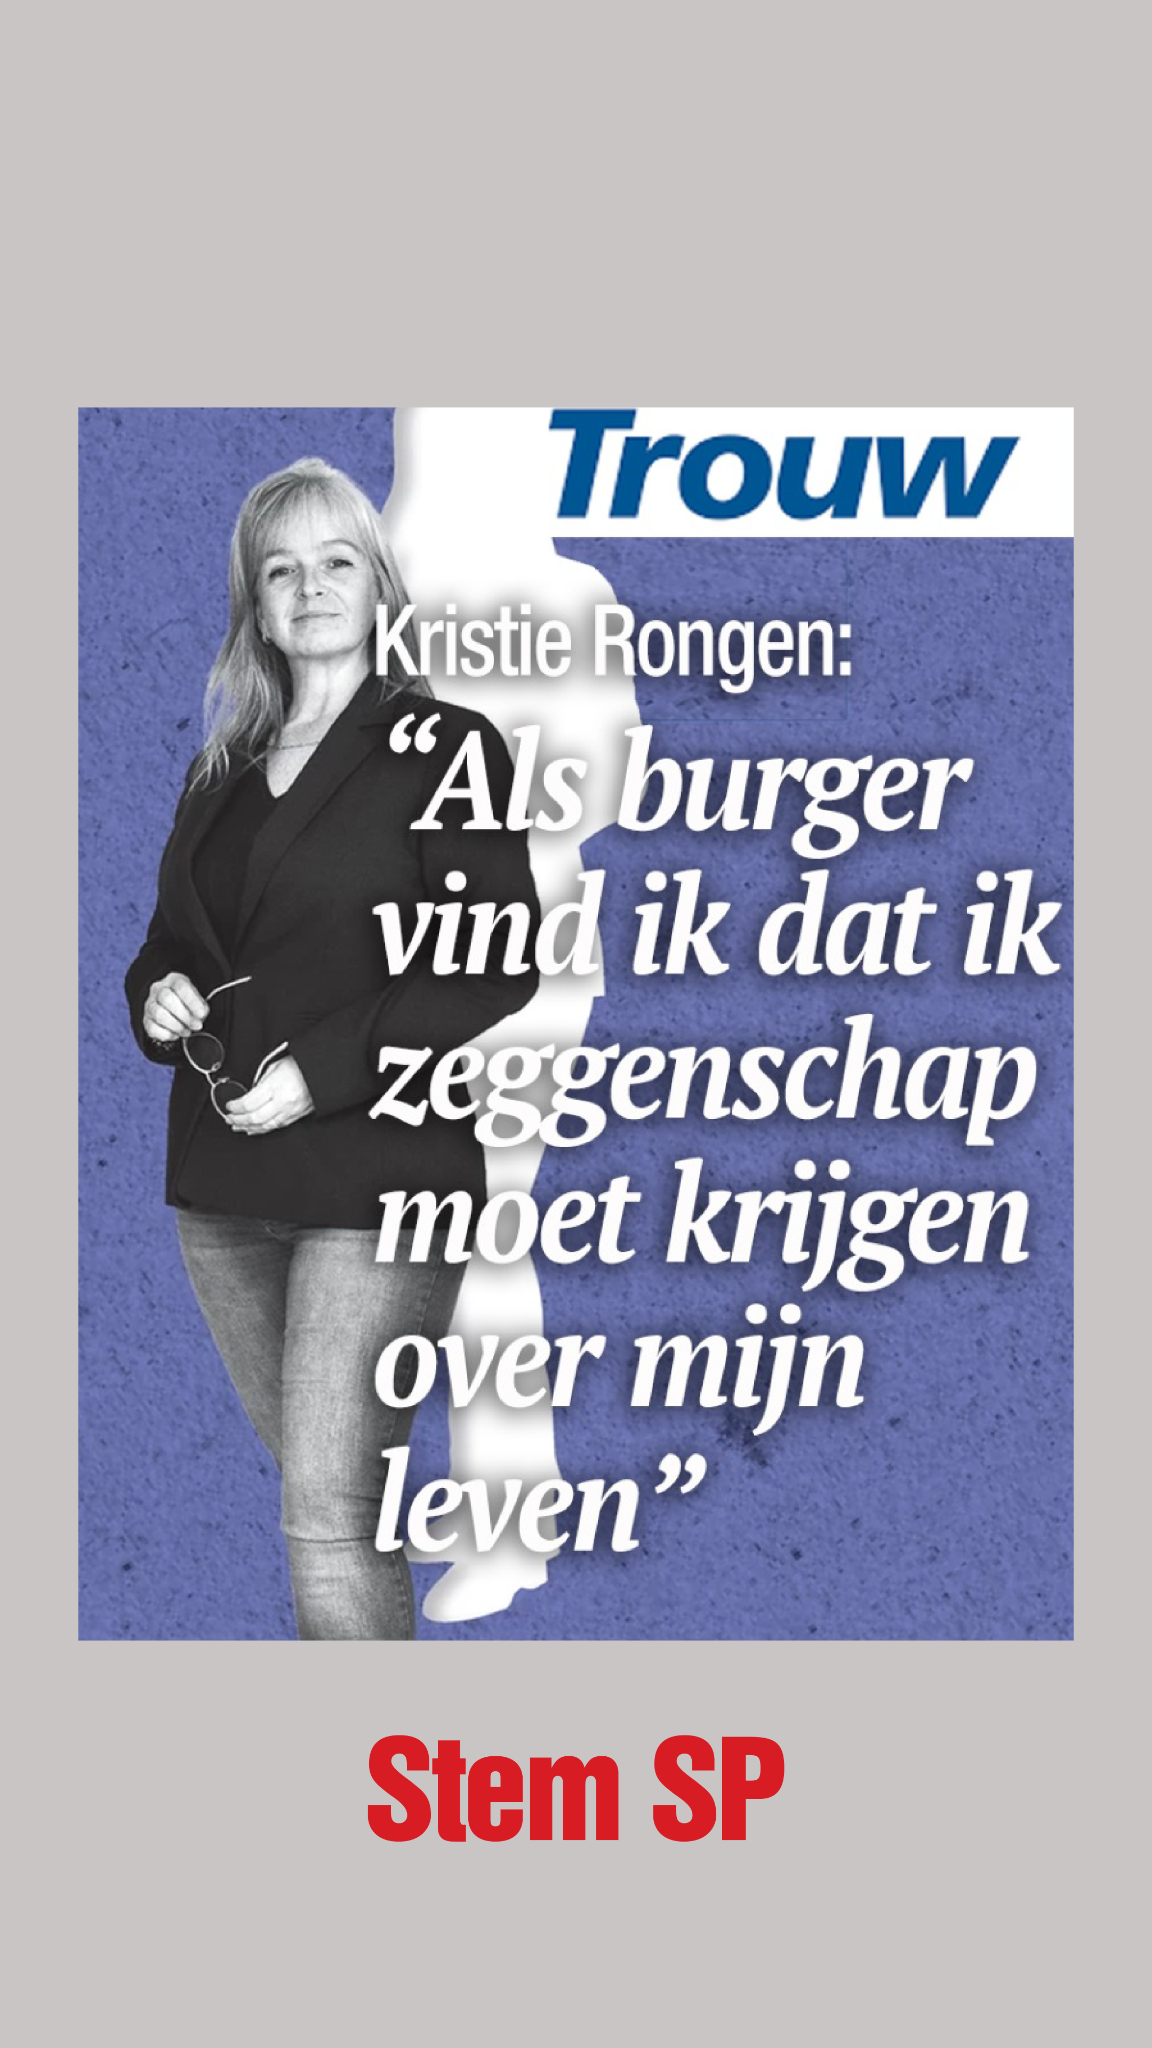 Trouw
Kristie Rongen:
“Als burger
vind ik dat ik
zeggenschap
moet krijgen
over mijn
leven”
Stem SP